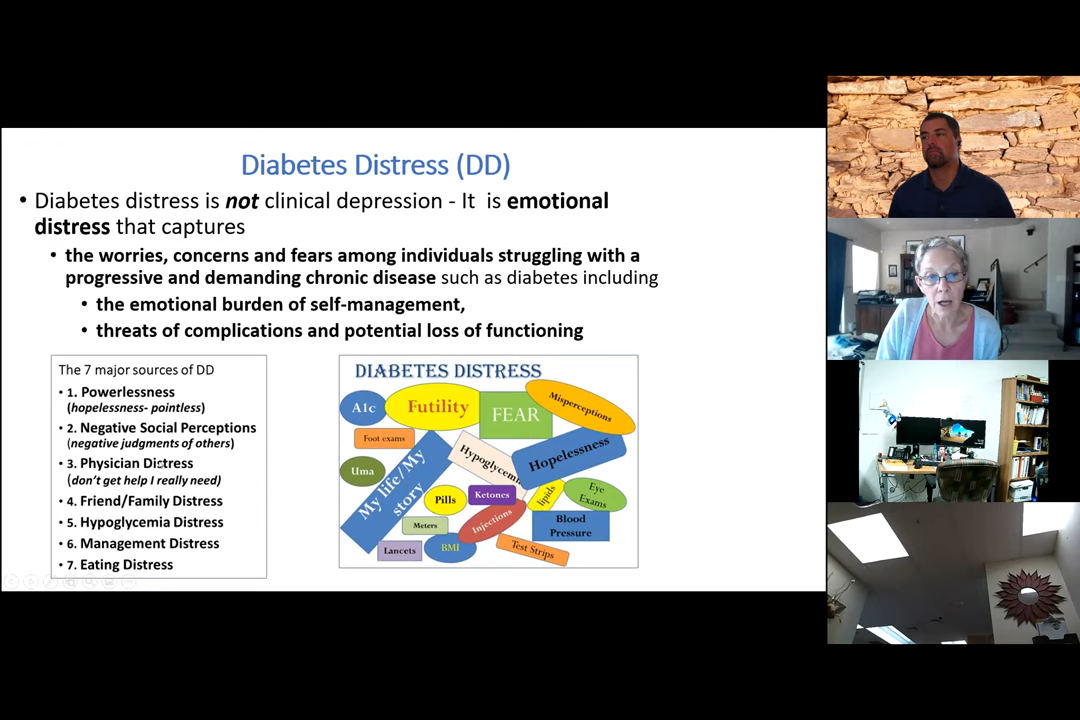 Diabetes Distress (DD)
• Diabetes distress is not clinical depression - It is emotional
distress that captures
• the worries, concerns and fears among individuals struggling with a
progressive and demanding chronic disease such as diabetes including
• the emotional burden of self-management,
• threats of complications and potential loss of functioning
The 7 major sources of DD
• 1. Powerlessness
(hopelessness- pointless)
• 2. Negative Social Perceptions
(negative judgments of others)
• 3. Physician Distress
(don't get help I really need)
• 4. Friend/Family Distress
• 5. Hypoglycemia Distress
• 6. Management Distress
• 7. Eating Distress
DIABETES DISTRESS
A1c
Futility
FEAR
Misperceptions
Foot exams
My life/My
story
Hypoglycemi
Hopelessness
Uma
Pills
Ketones
lipids
Eye
Exams
Meters
Injections
Blood
Pressure
Lancets
BMI
Test Strips